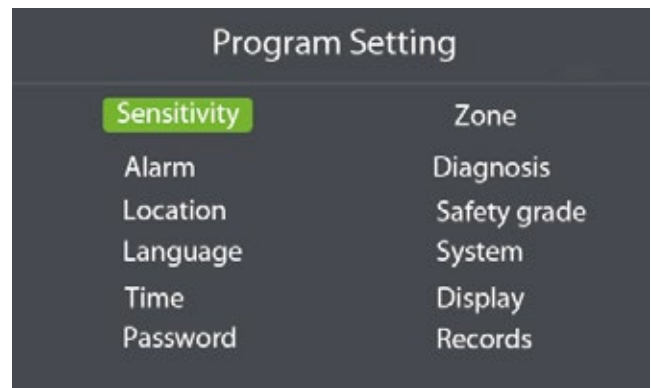 Program Setting
Sensitivity Zone
Alarm Diagnosis
Location Safety grade
Language System
Time Display
Password Records